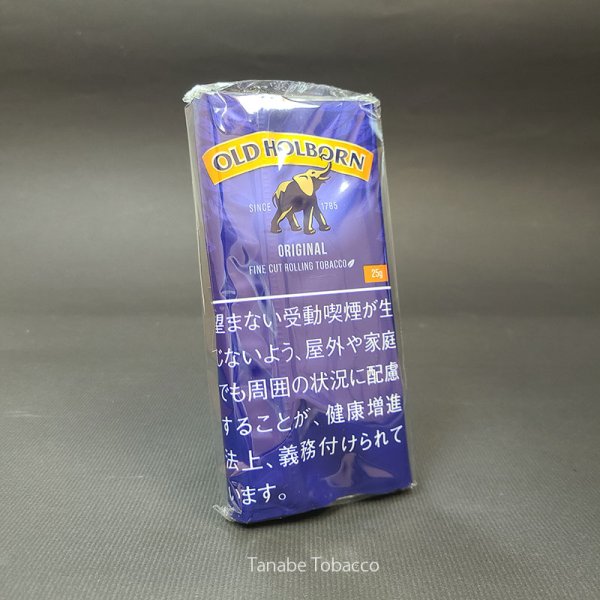 OLD HOLBORN
SINCE 1785
ORIGINAL
FINE CUT ROLLING TOBACCO
25g
望まない受動喫煙が生
じないよう、屋外や家庭
でも周囲の状況に配慮
することが、健康増進
法上、義務付けられて
います。
Tanabe Tobacco